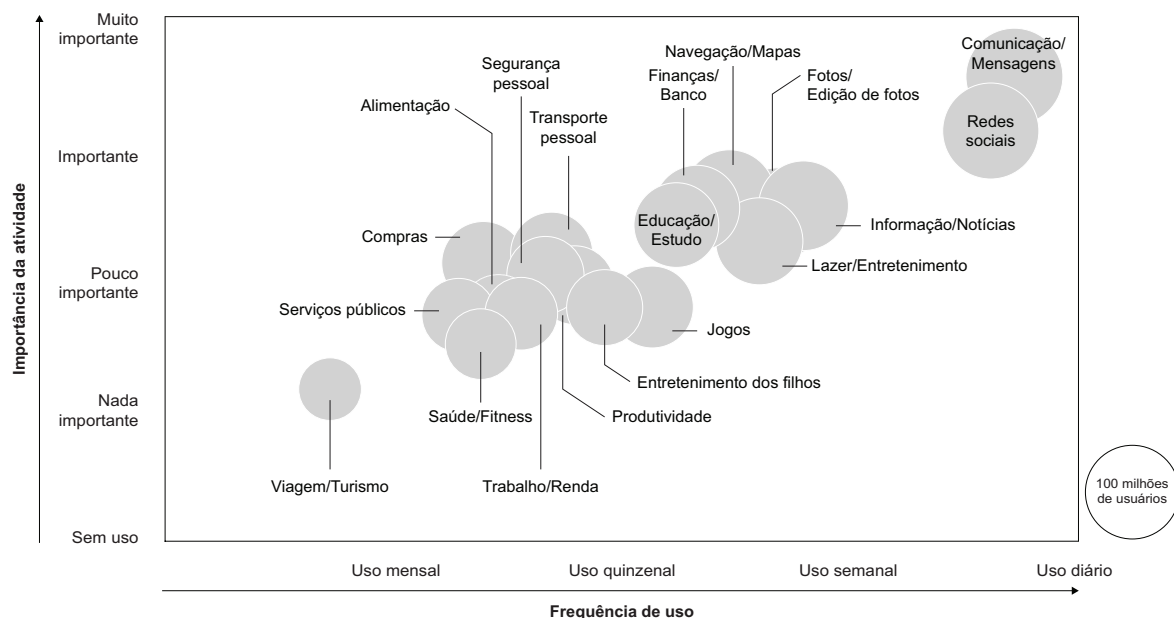 Muito
importante
Importante
Pouco
importante
Nada
importante
Sem uso
Importância da atividade
Comunicação/
Mensagens
Redes
sociais
Navegação/Mapas
Finanças/
Banco
Fotos/
Edição de fotos
Segurança
pessoal
Alimentação
Transporte
pessoal
Educação/
Estudo
Informação/Notícias
Lazer/Entretenimento
Compras
Serviços públicos
Jogos
Entretenimento dos filhos
Produtividade
Saúde/Fitness
Viagem/Turismo
Trabalho/Renda
100 milhões
de usuários
Uso mensal
Uso quinzenal
Uso semanal
Uso diário
Frequência de uso